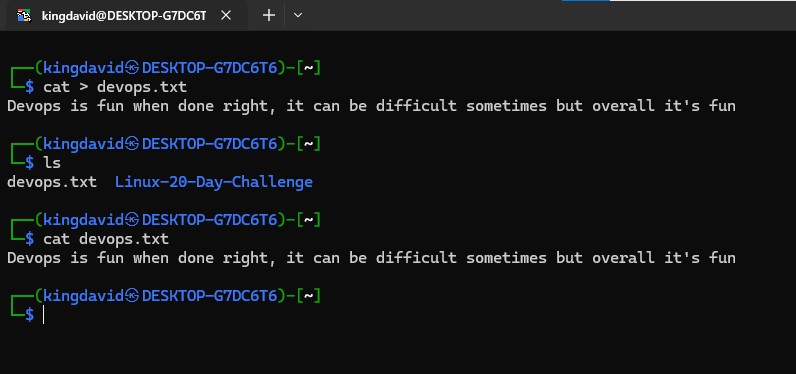 kingdavid@DESKTOP-G7DC6T
┌──(kingdavid㉿DESKTOP-G7DC6T6)-[~]
└─$ cat > devops.txt
Devops is fun when done right, it can be difficult sometimes but overall it's fun
┌──(kingdavid㉿DESKTOP-G7DC6T6)-[~]
└─$ ls
devops.txt  Linux-20-Day-Challenge
┌──(kingdavid㉿DESKTOP-G7DC6T6)-[~]
└─$ cat devops.txt
Devops is fun when done right, it can be difficult sometimes but overall it's fun
┌──(kingdavid㉿DESKTOP-G7DC6T6)-[~]
└─$